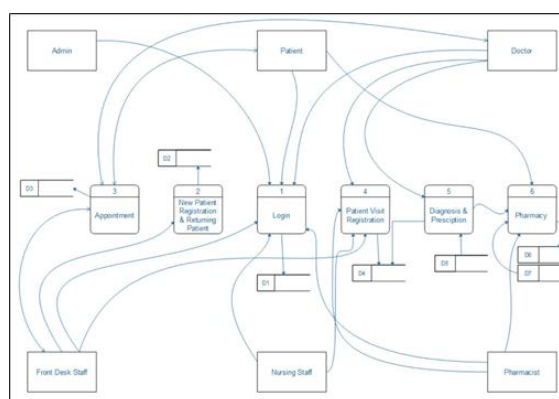 Admin
Patient
Doctor
D2
D3
3
Appointment
2
New Patient
Registration
& Returning
Patient
1
Login
4
Patient Visit
Registration
5
Diagnosis &
Presciption
6
Pharmacy
D1
D4
D5
D6
D7
Front Desk Staff
Nursing Staff
Pharmacist